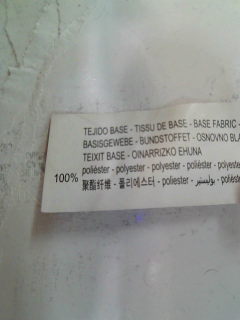 TEJIDO BASE - TISSU DE BASE - BASE FABRIC -
BASISGEWEBE - BUNDSTOFFET - OSNOVNO
TEIXIT BASE - OINARRIZKO EHUNA
poliéster - polyester - polyester - poliéster - polyester
100%
聚酯纤维 - 폴리에스터 - poliester - بوليستر -